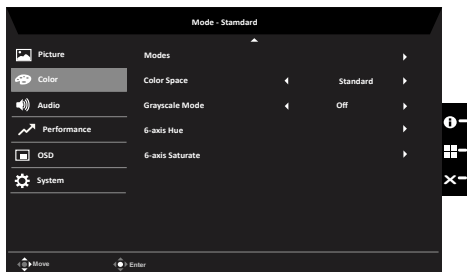 Mode - Stamdard
Picture
Color
Audio
Performance
OSD
System
Modes
Color Space Standard
Grayscale Mode Off
6-axis Hue
6-axis Saturate
Move Enter